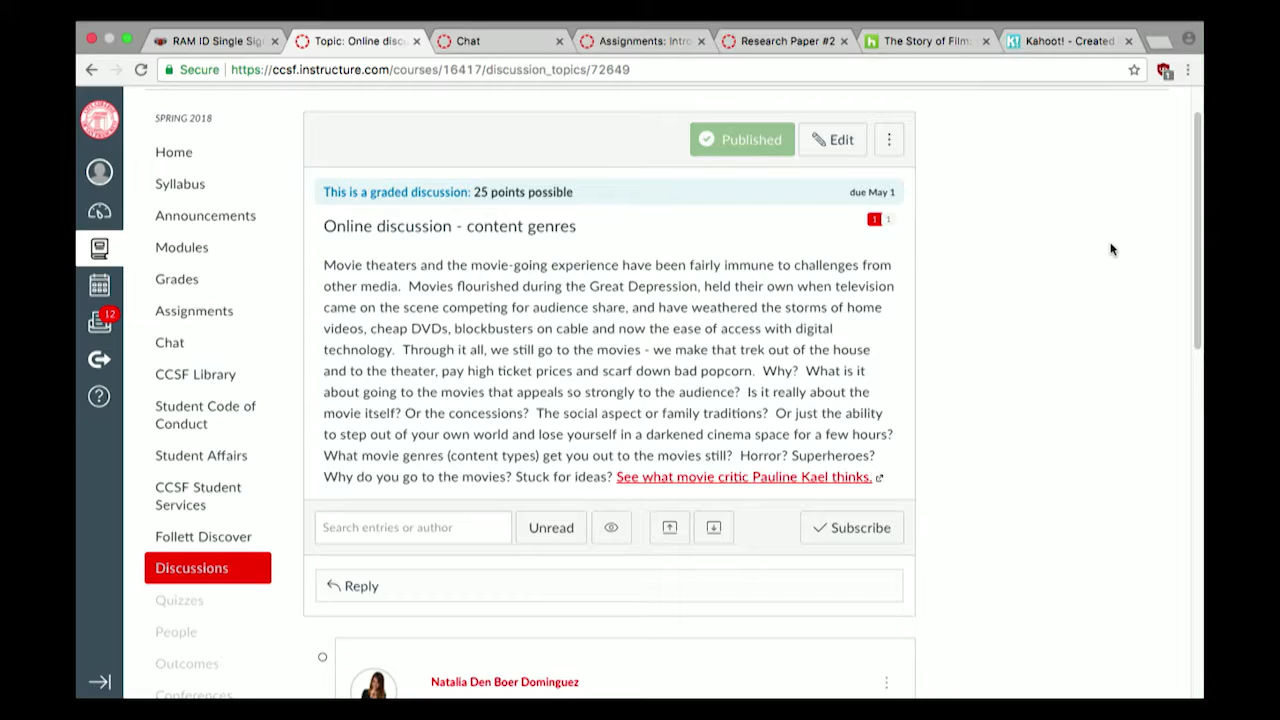 RAM ID Single Sig
Topic: Online discu
Chat
Assignments: Intro
Research Paper #2
The Story of Film:
Kahoot! - Created
Secure
https://ccsf.instructure.com/courses/16417/discussion_topics/72649
SPRING 2018
Home
Syllabus
Announcements
Modules
Grades
Assignments
Chat
CCSF Library
Student Code of
Conduct
Student Affairs
CCSF Student
Services
Follett Discover
Discussions
Quizzes
People
Outcomes
Conferences
12
1
Published
Edit
This is a graded discussion: 25 points possible
due May 1
Online discussion - content genres
1 1
Movie theaters and the movie-going experience have been fairly immune to challenges from
other media. Movies flourished during the Great Depression, held their own when television
came on the scene competing for audience share, and have weathered the storms of home
videos, cheap DVDs, blockbusters on cable and now the ease of access with digital
technology. Through it all, we still go to the movies - we make that trek out of the house
and to the theater, pay high ticket prices and scarf down bad popcorn. Why? What is it
about going to the movies that appeals so strongly to the audience? Is it really about the
movie itself? Or the concessions? The social aspect or family traditions? Or just the ability
to step out of your own world and lose yourself in a darkened cinema space for a few hours?
What movie genres (content types) get you out to the movies still? Horror? Superheroes?
Why do you go to the movies? Stuck for ideas? See what movie critic Pauline Kael thinks.
Search entries or author
Unread
Subscribe
Reply
Natalia Den Boer Dominguez